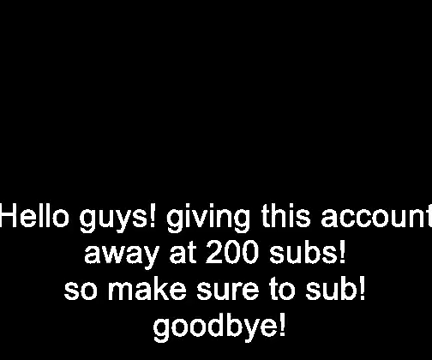 Hello guys! giving this account
away at 200 subs!
so make sure to sub!
goodbye!